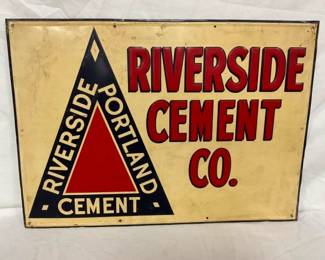 RIVERSIDE
PORTLAND
CEMENT
RIVERSIDE
CEMENT
CO.